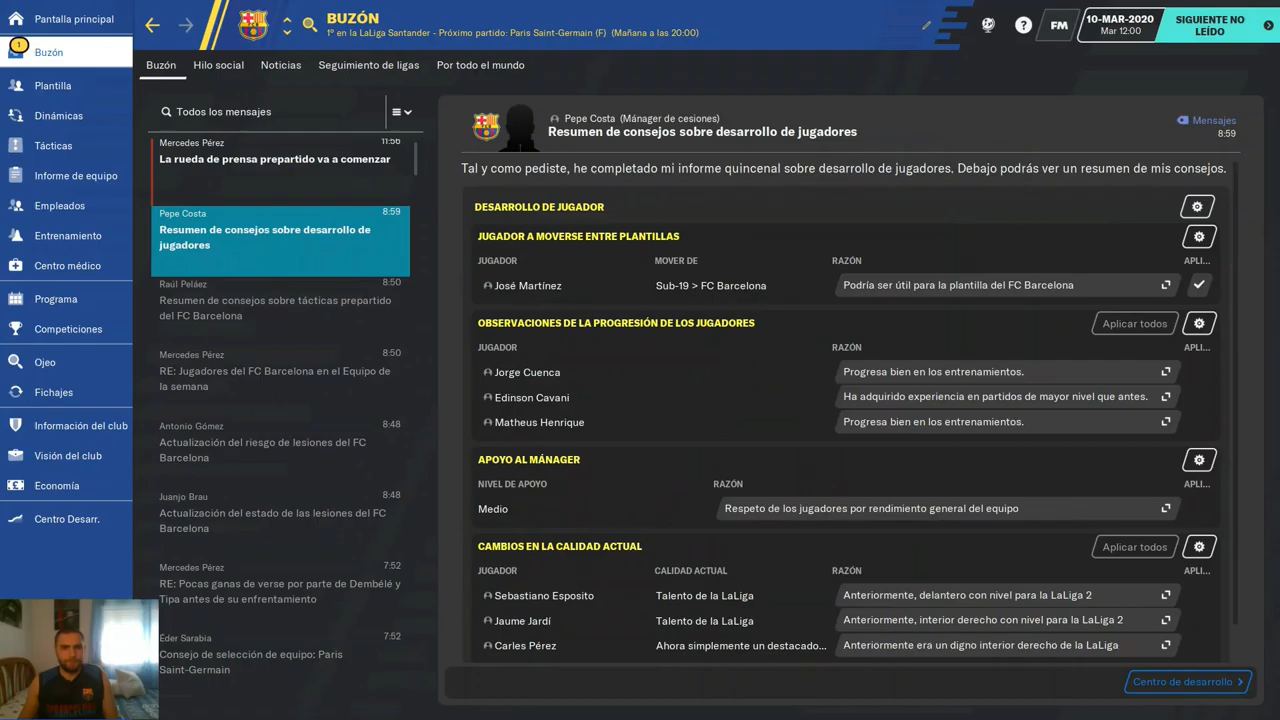 Pantalla principal
1
Buzón
Plantilla
Dinámicas
Tácticas
Informe de equipo
Empleados
Entrenamiento
Centro médico
Programa
Competiciones
Ojeo
Fichajes
Información del club
Visión del club
Economía
Centro Desarr.
BUZÓN
1º en la LaLiga Santander - Próximo partido: Paris Saint-Germain (F) (Mañana a las 20:00)
FM
10-MAR-2020
Mar 12:00
SIGUIENTE NO
LEÍDO
Buzón
Hilo social
Noticias
Seguimiento de ligas
Por todo el mundo
Todos los mensajes
Mercedes Pérez 11:56
La rueda de prensa prepartido va a comenzar
Pepe Costa 8:59
Resumen de consejos sobre desarrollo de
jugadores
Raúl Peláez 8:50
Resumen de consejos sobre tácticas prepartido
del FC Barcelona
Mercedes Pérez 8:50
RE: Jugadores del FC Barcelona en el Equipo de
la semana
Antonio Gómez 8:48
Actualización del riesgo de lesiones del FC
Barcelona
Juanjo Brau 8:48
Actualización del estado de las lesiones del FC
Barcelona
Mercedes Pérez 7:52
RE: Pocas ganas de verse por parte de Dembélé y
Tipa antes de su enfrentamiento
Éder Sarabia 7:52
Consejo de selección de equipo: Paris
Saint-Germain
Pepe Costa (Mánager de cesiones)
Resumen de consejos sobre desarrollo de jugadores
Mensajes
8:59
Tal y como pediste, he completado mi informe quincenal sobre desarrollo de jugadores. Debajo podrás ver un resumen de mis consejos.
DESARROLLO DE JUGADOR
JUGADOR A MOVERSE ENTRE PLANTILLAS
JUGADOR MOVER DE RAZÓN APLI...
José Martínez Sub-19 > FC Barcelona Podría ser útil para la plantilla del FC Barcelona
OBSERVACIONES DE LA PROGRESIÓN DE LOS JUGADORES Aplicar todos
JUGADOR RAZÓN APLI...
Jorge Cuenca Progresa bien en los entrenamientos.
Edinson Cavani Ha adquirido experiencia en partidos de mayor nivel que antes.
Matheus Henrique Progresa bien en los entrenamientos.
APOYO AL MÁNAGER
NIVEL DE APOYO RAZÓN APLI...
Medio Respeto de los jugadores por rendimiento general del equipo
CAMBIOS EN LA CALIDAD ACTUAL Aplicar todos
JUGADOR CALIDAD ACTUAL RAZÓN APLI...
Sebastiano Esposito Talento de la LaLiga Anteriormente, delantero con nivel para la LaLiga 2
Jaume Jardí Talento de la LaLiga Anteriormente, interior derecho con nivel para la LaLiga 2
Carles Pérez Ahora simplemente un destacado... Anteriormente era un digno interior derecho de la LaLiga
Centro de desarrollo